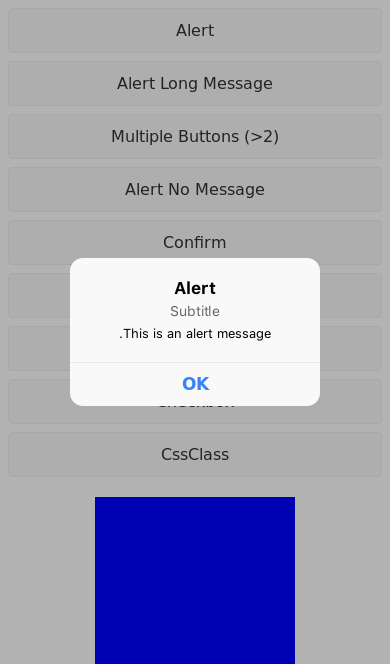 Alert
Alert Long Message
Multiple Buttons (>2)
Alert No Message
Confirm
Alert
Subtitle
.This is an alert message
OK
CssClass